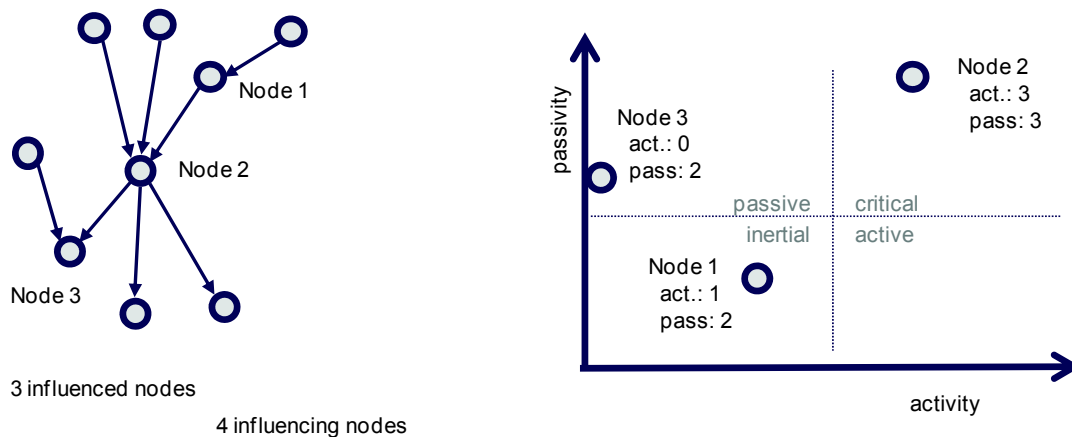 Node 1
Node 2
Node 3
3 influenced nodes
4 influencing nodes
passivity
Node 3
act.: 0
pass: 2
Node 2
act.: 3
pass: 3
passive
critical
inertial
active
Node 1
act.: 1
pass: 2
activity